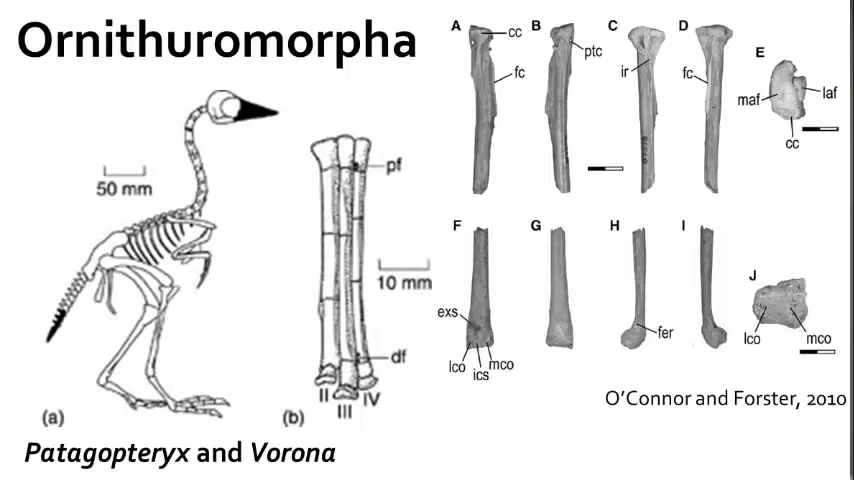 Ornithuromorpha
50 mm
(a)
pf
10 mm
df
II
III
IV
(b)
Patagopteryx and Vorona
A
cc
fc
B
ptc
C
ir
D
fc
E
maf
laf
cc
F
exs
lco
ics
mco
G
H
fer
I
J
lco
mco
O'Connor and Forster, 2010